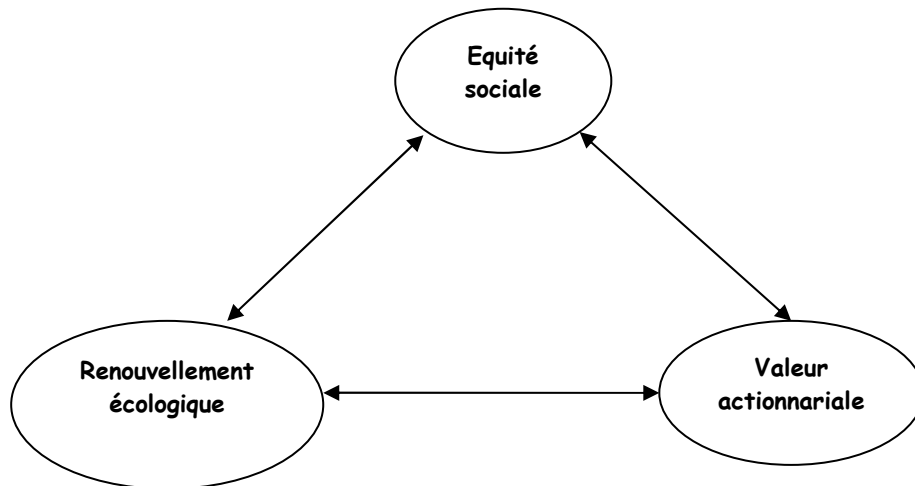 Equité
sociale
Renouvellement
écologique
Valeur
actionnariale